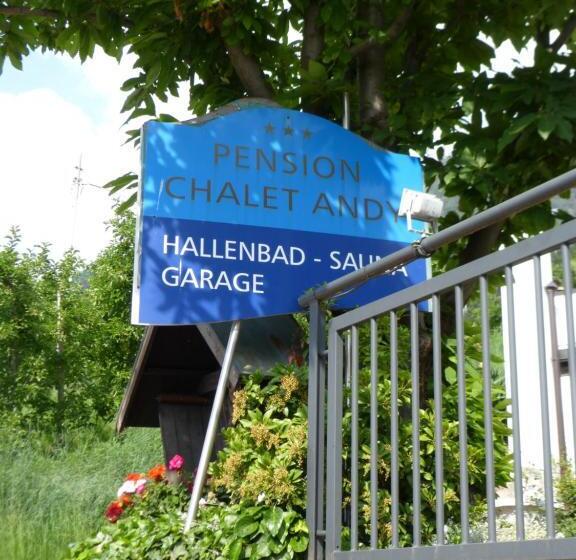 PENSION
CHALET ANDY
HALLENBAD - SAUNA
GARAGE